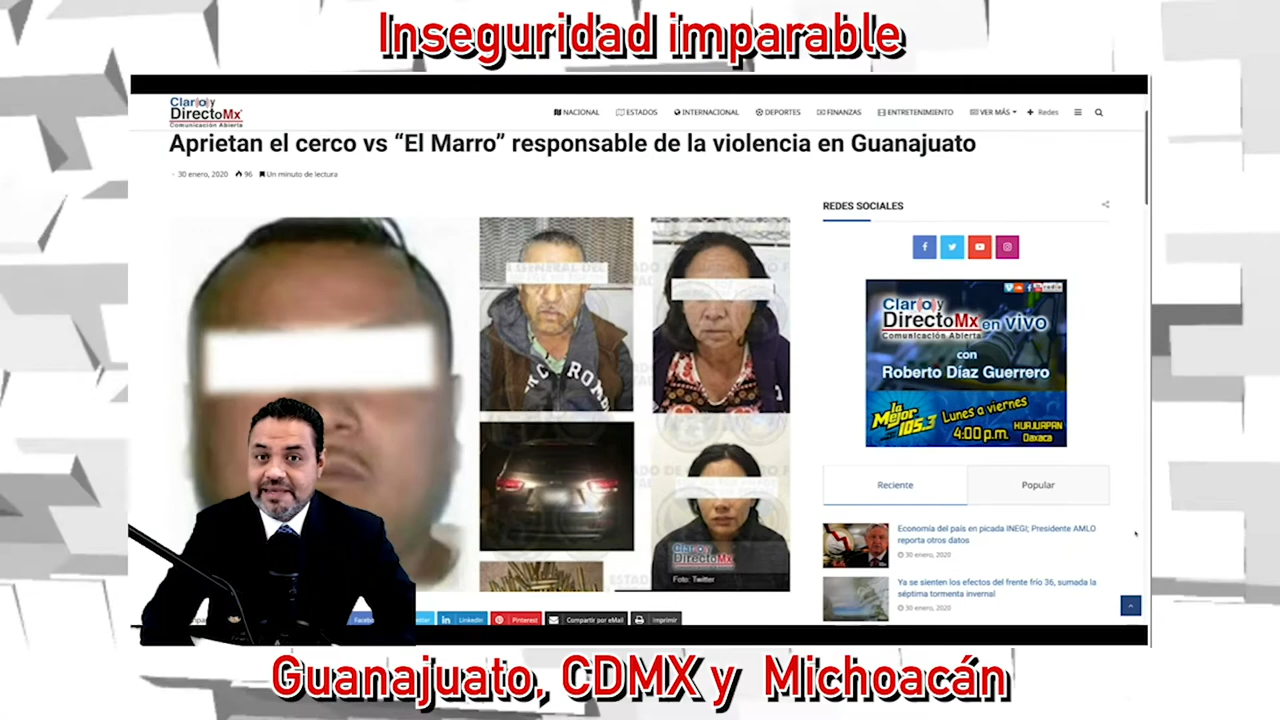 Inseguridad imparable
Clar(o)y
DirectoMx
Comunicación Abierta
NACIONAL ESTADOS INTERNACIONAL DEPORTES FINANZAS ENTRETENIMIENTO VER MÁS Redes
Aprietan el cerco vs “El Marro” responsable de la violencia en Guanajuato
- 30 enero, 2020 96 Un minuto de lectura
REDES SOCIALES
Clar(o)y
DirectoMx en vivo
Comunicación Abierta
con
Roberto Díaz Guerrero
la Mejor 105.3
Lunes a viernes
4:00 p.m.
HUAJUAPAN
Oaxaca
Reciente Popular
Economía del país en picada INEGI; Presidente AMLO
reporta otros datos
30 enero, 2020
Ya se sienten los efectos del frente frío 36, sumada la
séptima tormenta invernal
30 enero, 2020
Clar(o)y
DirectoMx
Foto: Twitter
LinkedIn Pinterest Compartir por eMail Imprimir
Guanajuato, CDMX y Michoacán